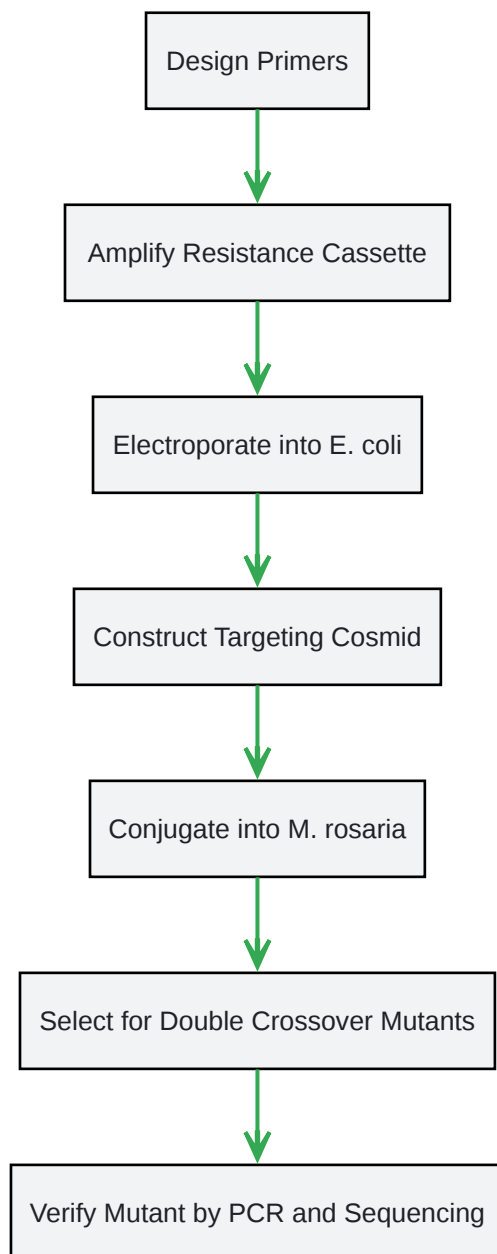 Design Primers
Amplify Resistance Cassette
Electroporate into E. coli
Construct Targeting Cosmid
Conjugate into M. rosaria
Select for Double Crossover Mutants
Verify Mutant by PCR and Sequencing